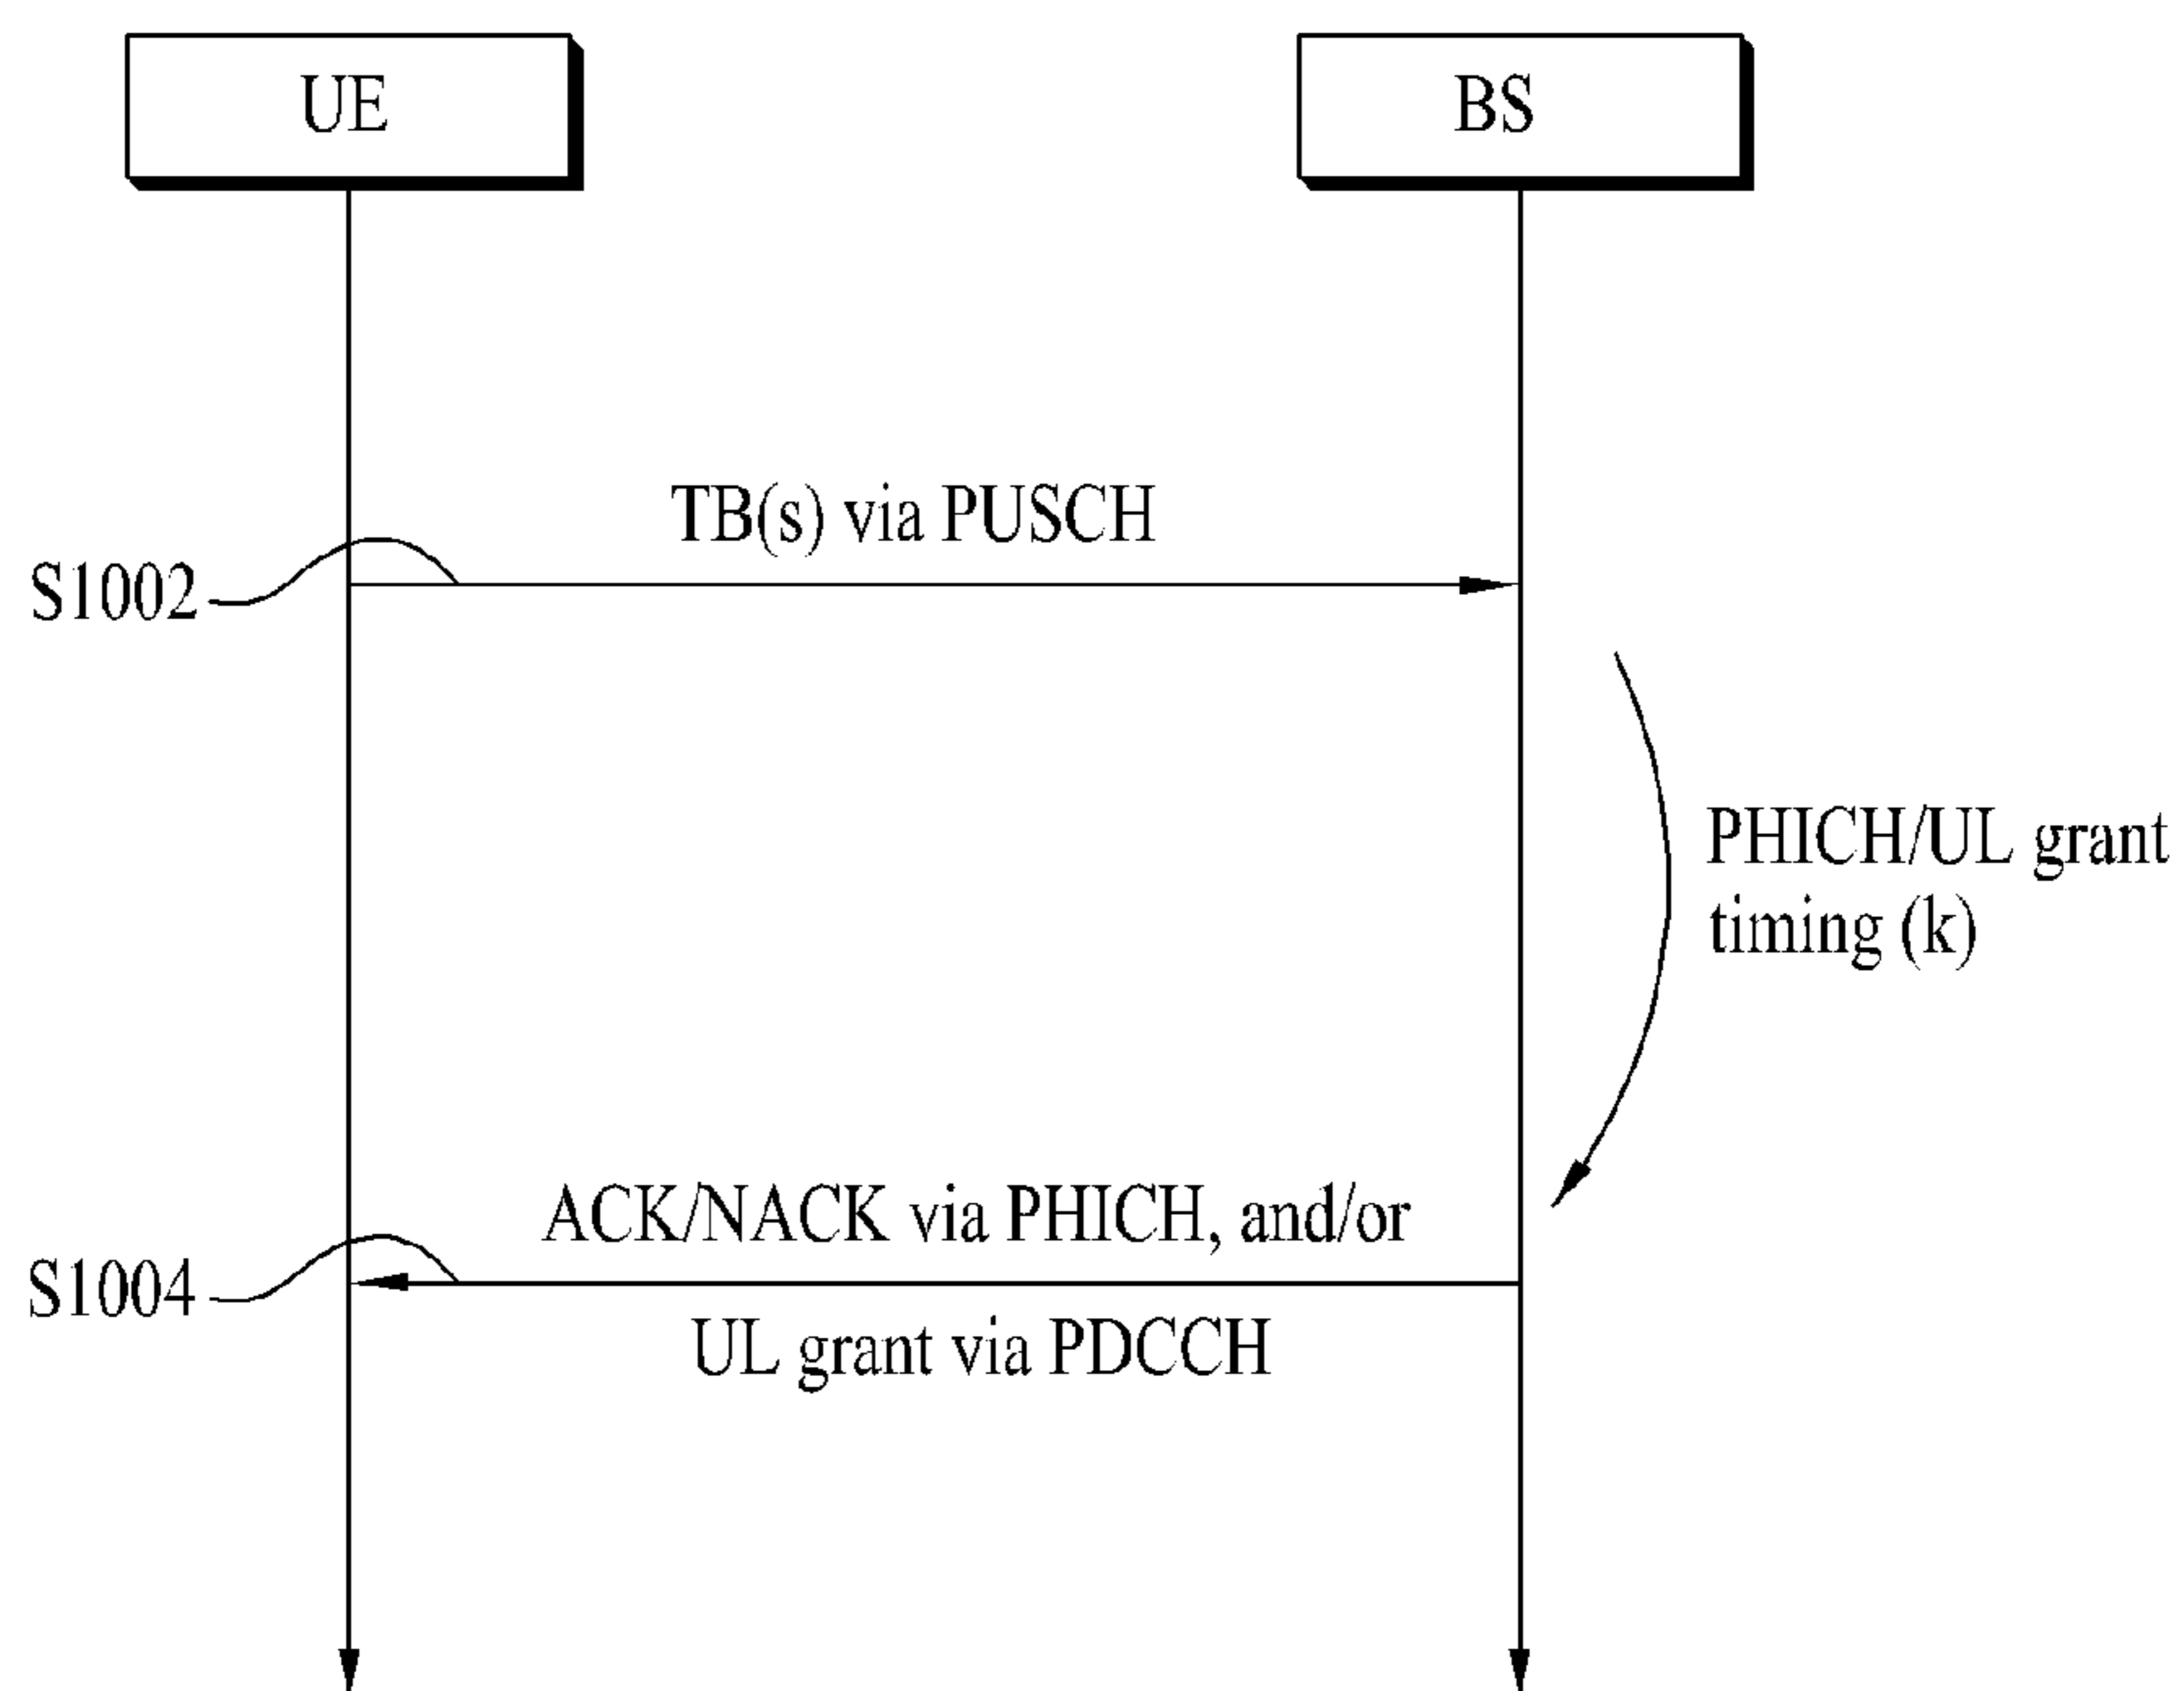 UE
BS
TB(s) via PUSCH
S1002
PHICH/UL grant
timing (k)
ACK/NACK via PHICH, and/or
S1004
UL grant via PDCCH